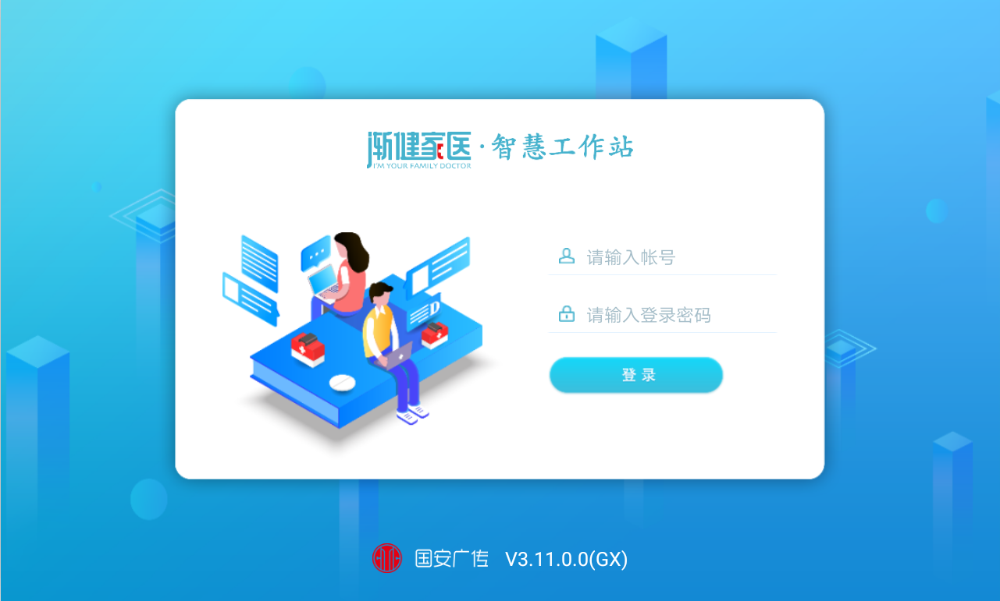 渐健家医·智慧工作站
I'M YOUR FAMILY DOCTOR
请输入帐号
请输入登录密码
登 录
国安广传 V3.11.0.0(GX)